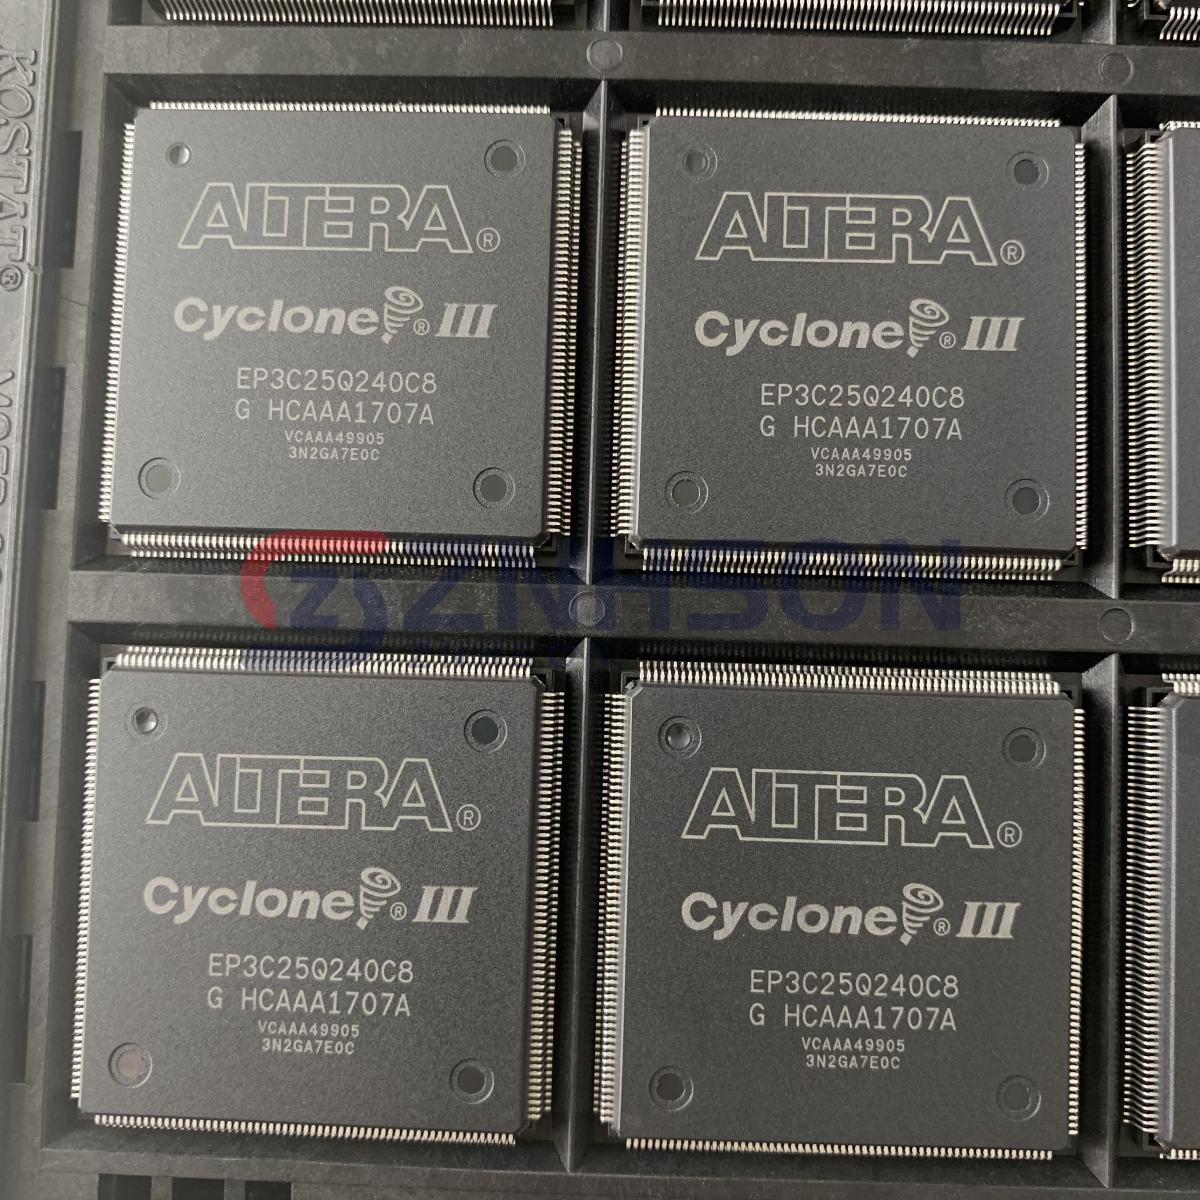 KOSTAT®
ALTERA®
Cyclone® III
EP3C25Q240C8
G HCAAA1707A
VCAAA49905
3N2GA7E0C
ALTERA®
Cyclone® III
EP3C25Q240C8
G HCAAA1707A
VCAAA49905
3N2GA7E0C
ZNHSON
ALTERA®
Cyclone® III
EP3C25Q240C8
G HCAAA1707A
VCAAA49905
3N2GA7E0C
ALTERA®
Cyclone® III
EP3C25Q240C8
G HCAAA1707A
VCAAA49905
3N2GA7E0C